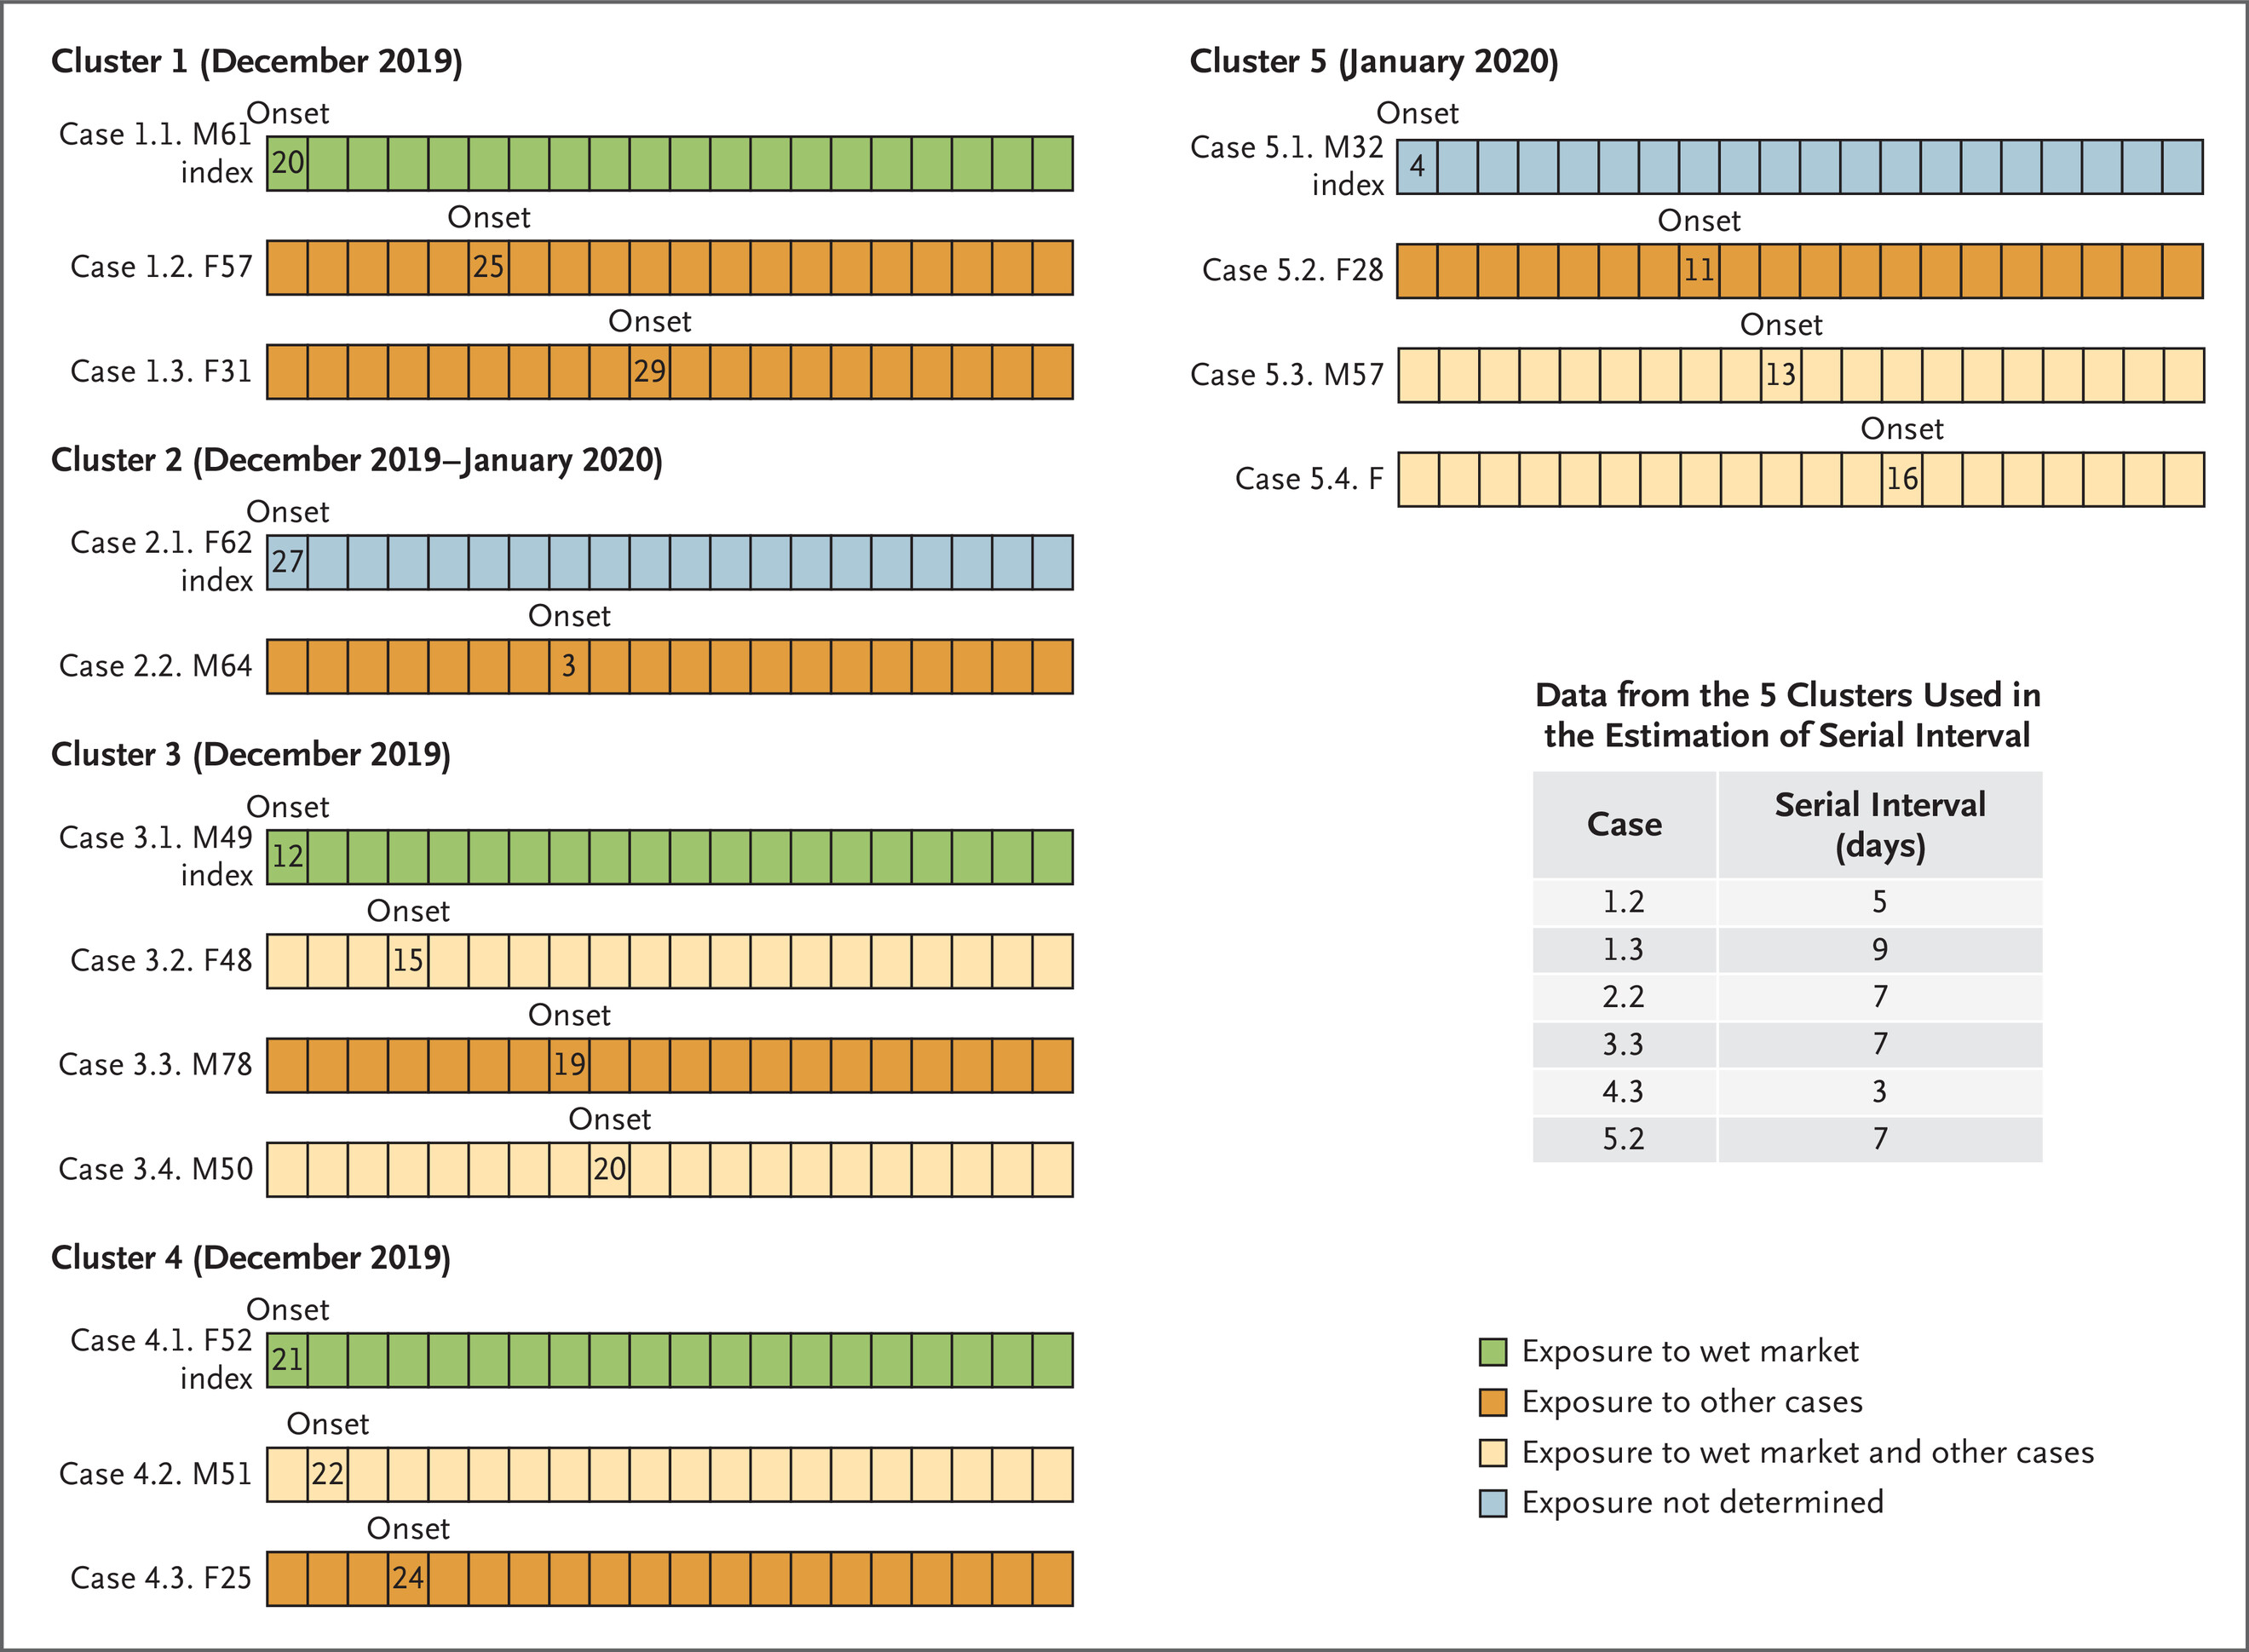 Cluster 1 (December 2019)
Onset
Case 1.1. M61
index
20
Onset
Case 1.2. F57
25
Onset
Case 1.3. F31
29
Cluster 2 (December 2019–January 2020)
Onset
Case 2.1. F62
index
27
Onset
Case 2.2. M64
3
Cluster 3 (December 2019)
Onset
Case 3.1. M49
index
12
Onset
Case 3.2. F48
15
Onset
Case 3.3. M78
19
Onset
Case 3.4. M50
20
Cluster 4 (December 2019)
Onset
Case 4.1. F52
index
21
Onset
Case 4.2. M51
22
Onset
Case 4.3. F25
24
Cluster 5 (January 2020)
Onset
Case 5.1. M32
index
4
Onset
Case 5.2. F28
11
Onset
Case 5.3. M57
13
Onset
Case 5.4. F
16
Data from the 5 Clusters Used in
the Estimation of Serial Interval
Case
Serial Interval
(days)
1.2 5
1.3 9
2.2 7
3.3 7
4.3 3
5.2 7
Exposure to wet market
Exposure to other cases
Exposure to wet market and other cases
Exposure not determined